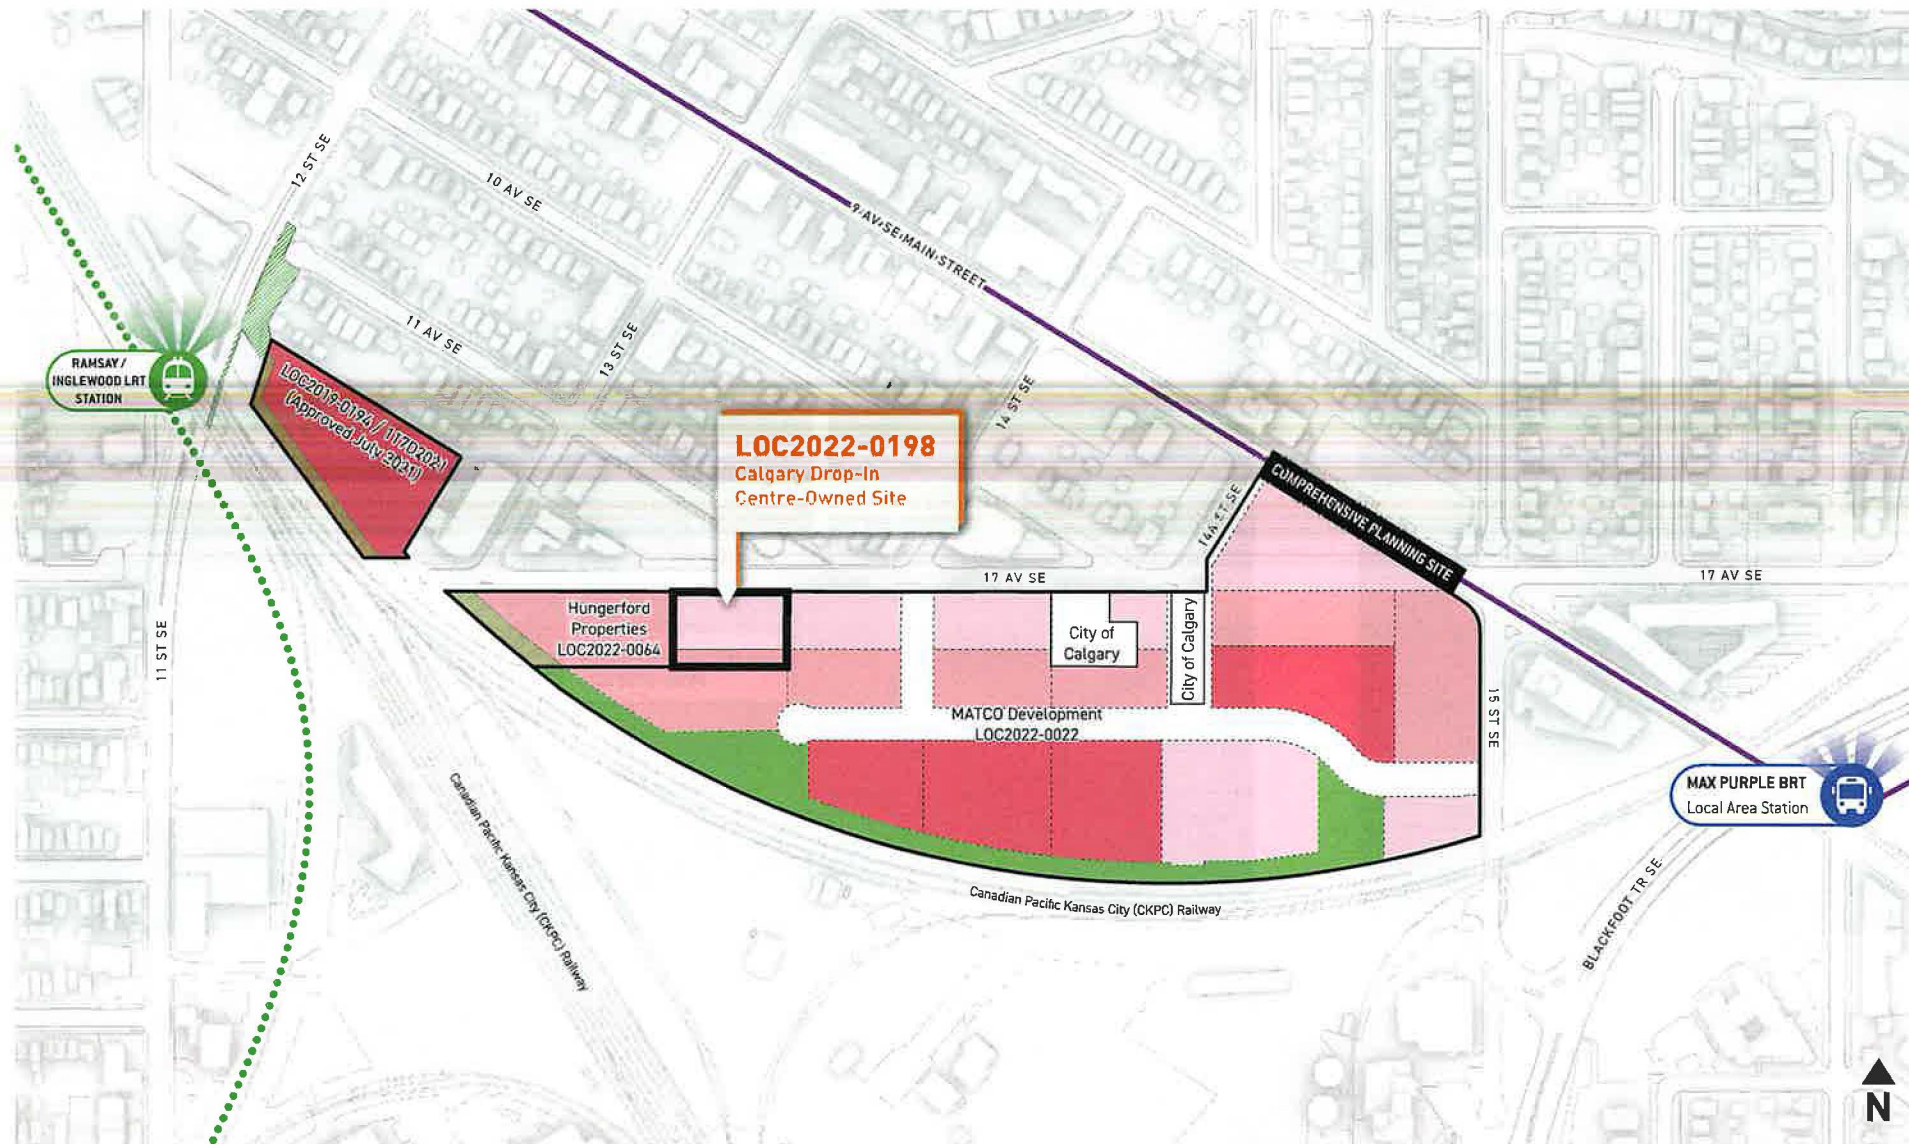 12 ST SE
10 AV SE
9 AV SE MAIN STREET
RAMSAY /
INGLEWOOD LRT
STATION
11 AV SE
13 ST SE
14 ST SE
LOC2019-0194 / 117D2021
(Approved July 2021)
LOC2022-0198
Calgary Drop-In
Centre-Owned Site
COMPREHENSIVE PLANNING SITE
14A ST SE
17 AV SE
17 AV SE
Hungerford
Properties
LOC2022-0064
City of
Calgary
City of Calgary
11 ST SE
MATCO Development
LOC2022-0022
15 ST SE
MAX PURPLE BRT
Local Area Station
Canadian Pacific Kansas City (CKPC) Railway
Canadian Pacific Kansas City (CKPC) Railway
BLACKFOOT TR SE
N